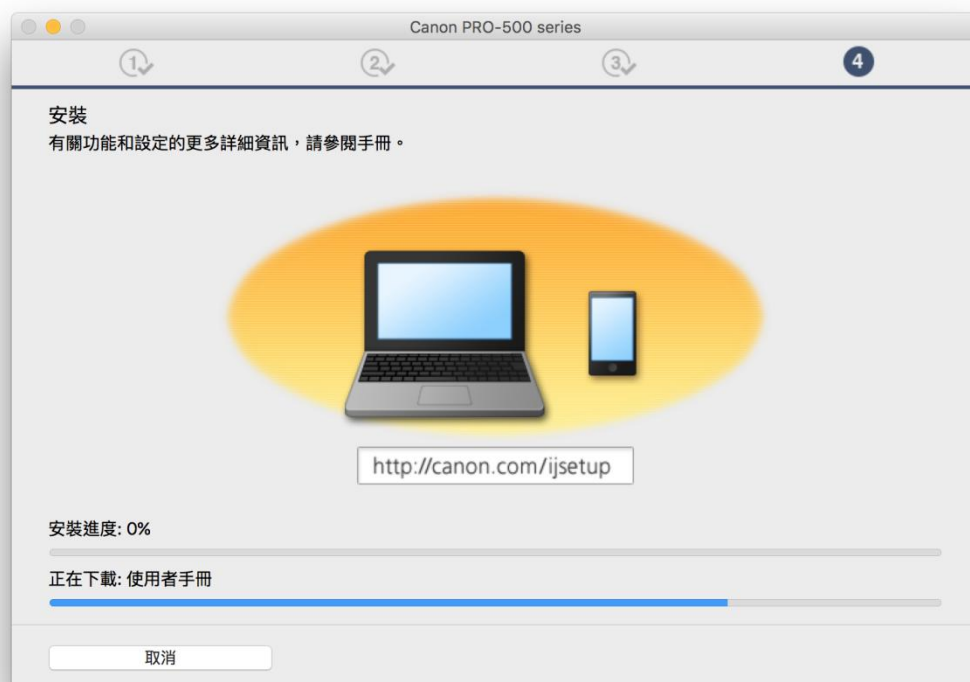 Canon PRO-500 series
1 2 3 4
安裝
有關功能和設定的更多詳細資訊，請參閱手冊。
http://canon.com/ijsetup
安裝進度: 0%
正在下載: 使用者手冊
取消